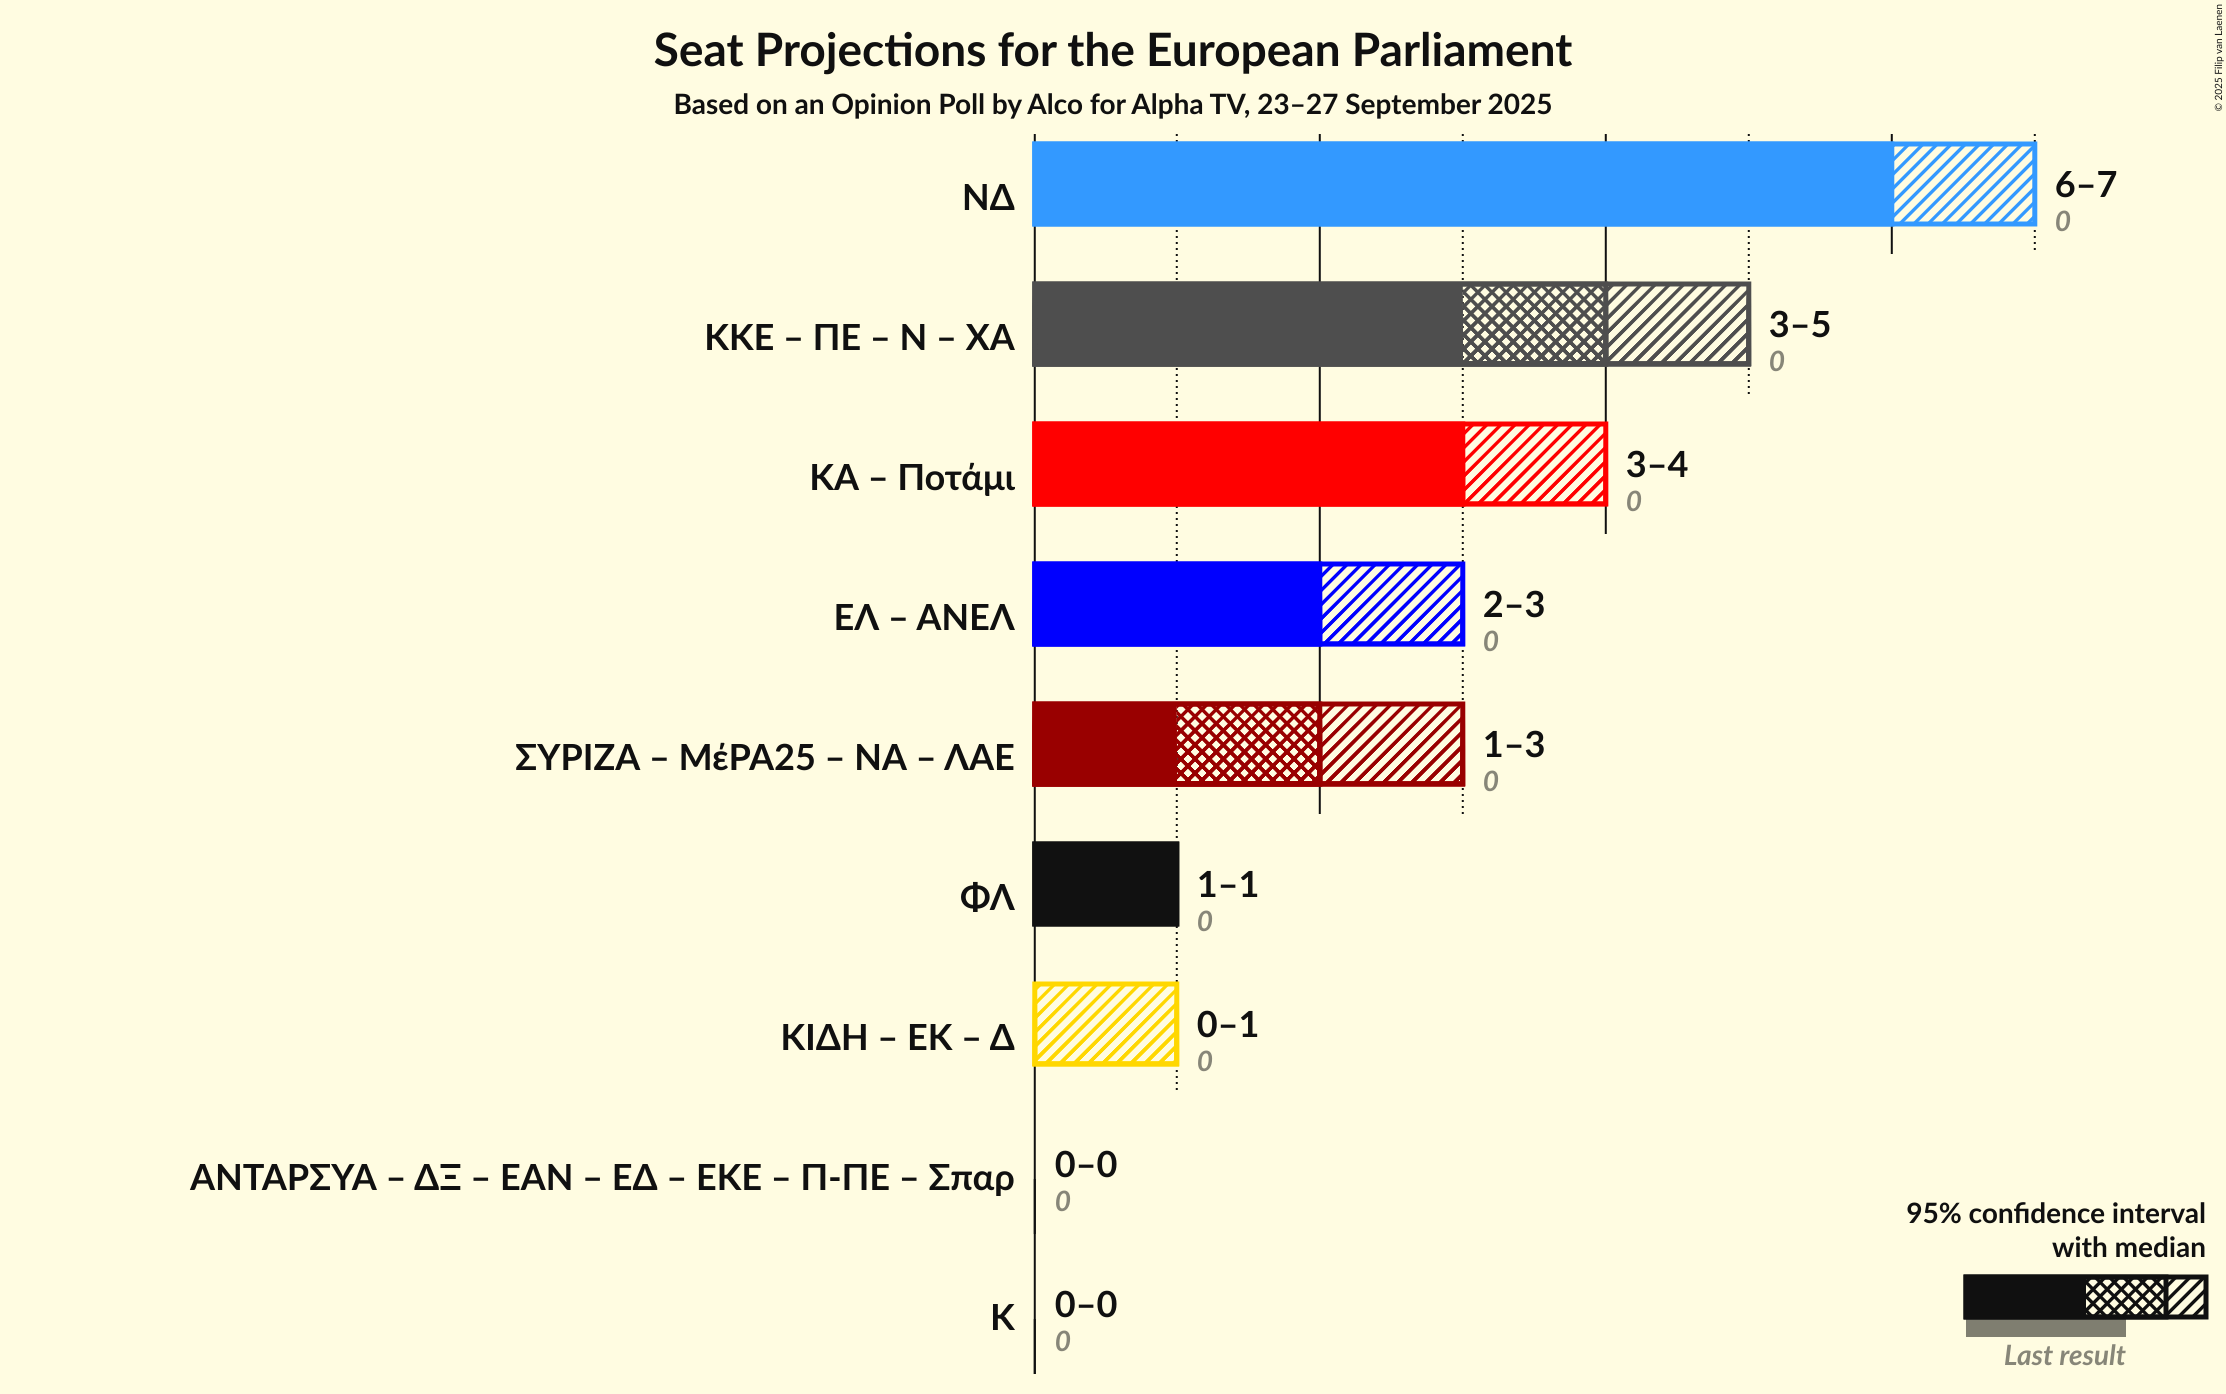 Seat Projections for the European Parliament
Based on an Opinion Poll by Alco for Alpha TV, 23–27 September 2025
© 2025 Filip van Laenen
ΝΔ
6–7
0
ΚΚΕ – ΠΕ – Ν – ΧΑ
3–5
0
ΚΑ – Ποτάμι
3–4
0
ΕΛ – ΑΝΕΛ
2–3
0
ΣΥΡΙΖΑ – ΜέΡΑ25 – ΝΑ – ΛΑΕ
1–3
0
ΦΛ
1–1
0
ΚΙΔΗ – ΕΚ – Δ
0–1
0
ΑΝΤΑΡΣΥΑ – ΔΞ – ΕΑΝ – ΕΔ – ΕΚΕ – Π-ΠΕ – Σπαρ
0–0
0
Κ
0–0
0
95% confidence interval
with median
Last result